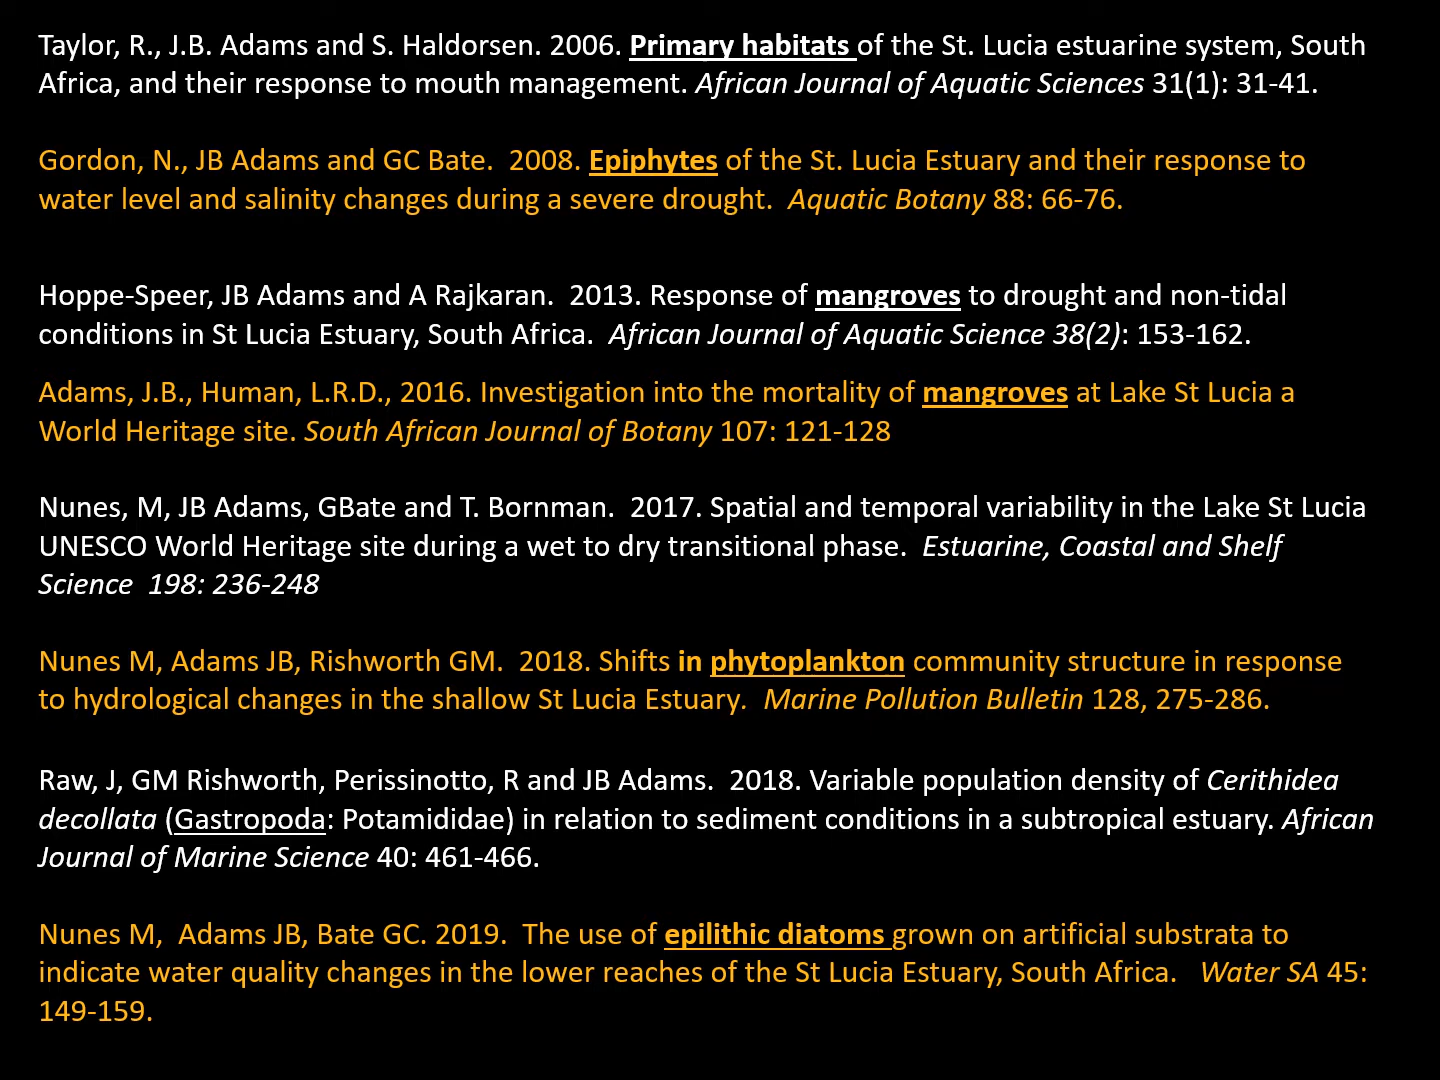 Taylor, R., J.B. Adams and S. Haldorsen. 2006. Primary habitats of the St. Lucia estuarine system, South
Africa, and their response to mouth management. African Journal of Aquatic Sciences 31(1): 31-41.
Gordon, N., JB Adams and GC Bate.  2008. Epiphytes of the St. Lucia Estuary and their response to
water level and salinity changes during a severe drought.  Aquatic Botany 88: 66-76.
Hoppe-Speer, JB Adams and A Rajkaran.  2013. Response of mangroves to drought and non-tidal
conditions in St Lucia Estuary, South Africa.  African Journal of Aquatic Science 38(2): 153-162.
Adams, J.B., Human, L.R.D., 2016. Investigation into the mortality of mangroves at Lake St Lucia a
World Heritage site. South African Journal of Botany 107: 121-128
Nunes, M, JB Adams, GBate and T. Bornman.  2017. Spatial and temporal variability in the Lake St Lucia
UNESCO World Heritage site during a wet to dry transitional phase.  Estuarine, Coastal and Shelf
Science  198: 236-248
Nunes M, Adams JB, Rishworth GM.  2018. Shifts in phytoplankton community structure in response
to hydrological changes in the shallow St Lucia Estuary.  Marine Pollution Bulletin 128, 275-286.
Raw, J, GM Rishworth, Perissinotto, R and JB Adams.  2018. Variable population density of Cerithidea
decollata (Gastropoda: Potamididae) in relation to sediment conditions in a subtropical estuary. African
Journal of Marine Science 40: 461-466.
Nunes M,  Adams JB, Bate GC. 2019.  The use of epilithic diatoms grown on artificial substrata to
indicate water quality changes in the lower reaches of the St Lucia Estuary, South Africa.   Water SA 45:
149-159.